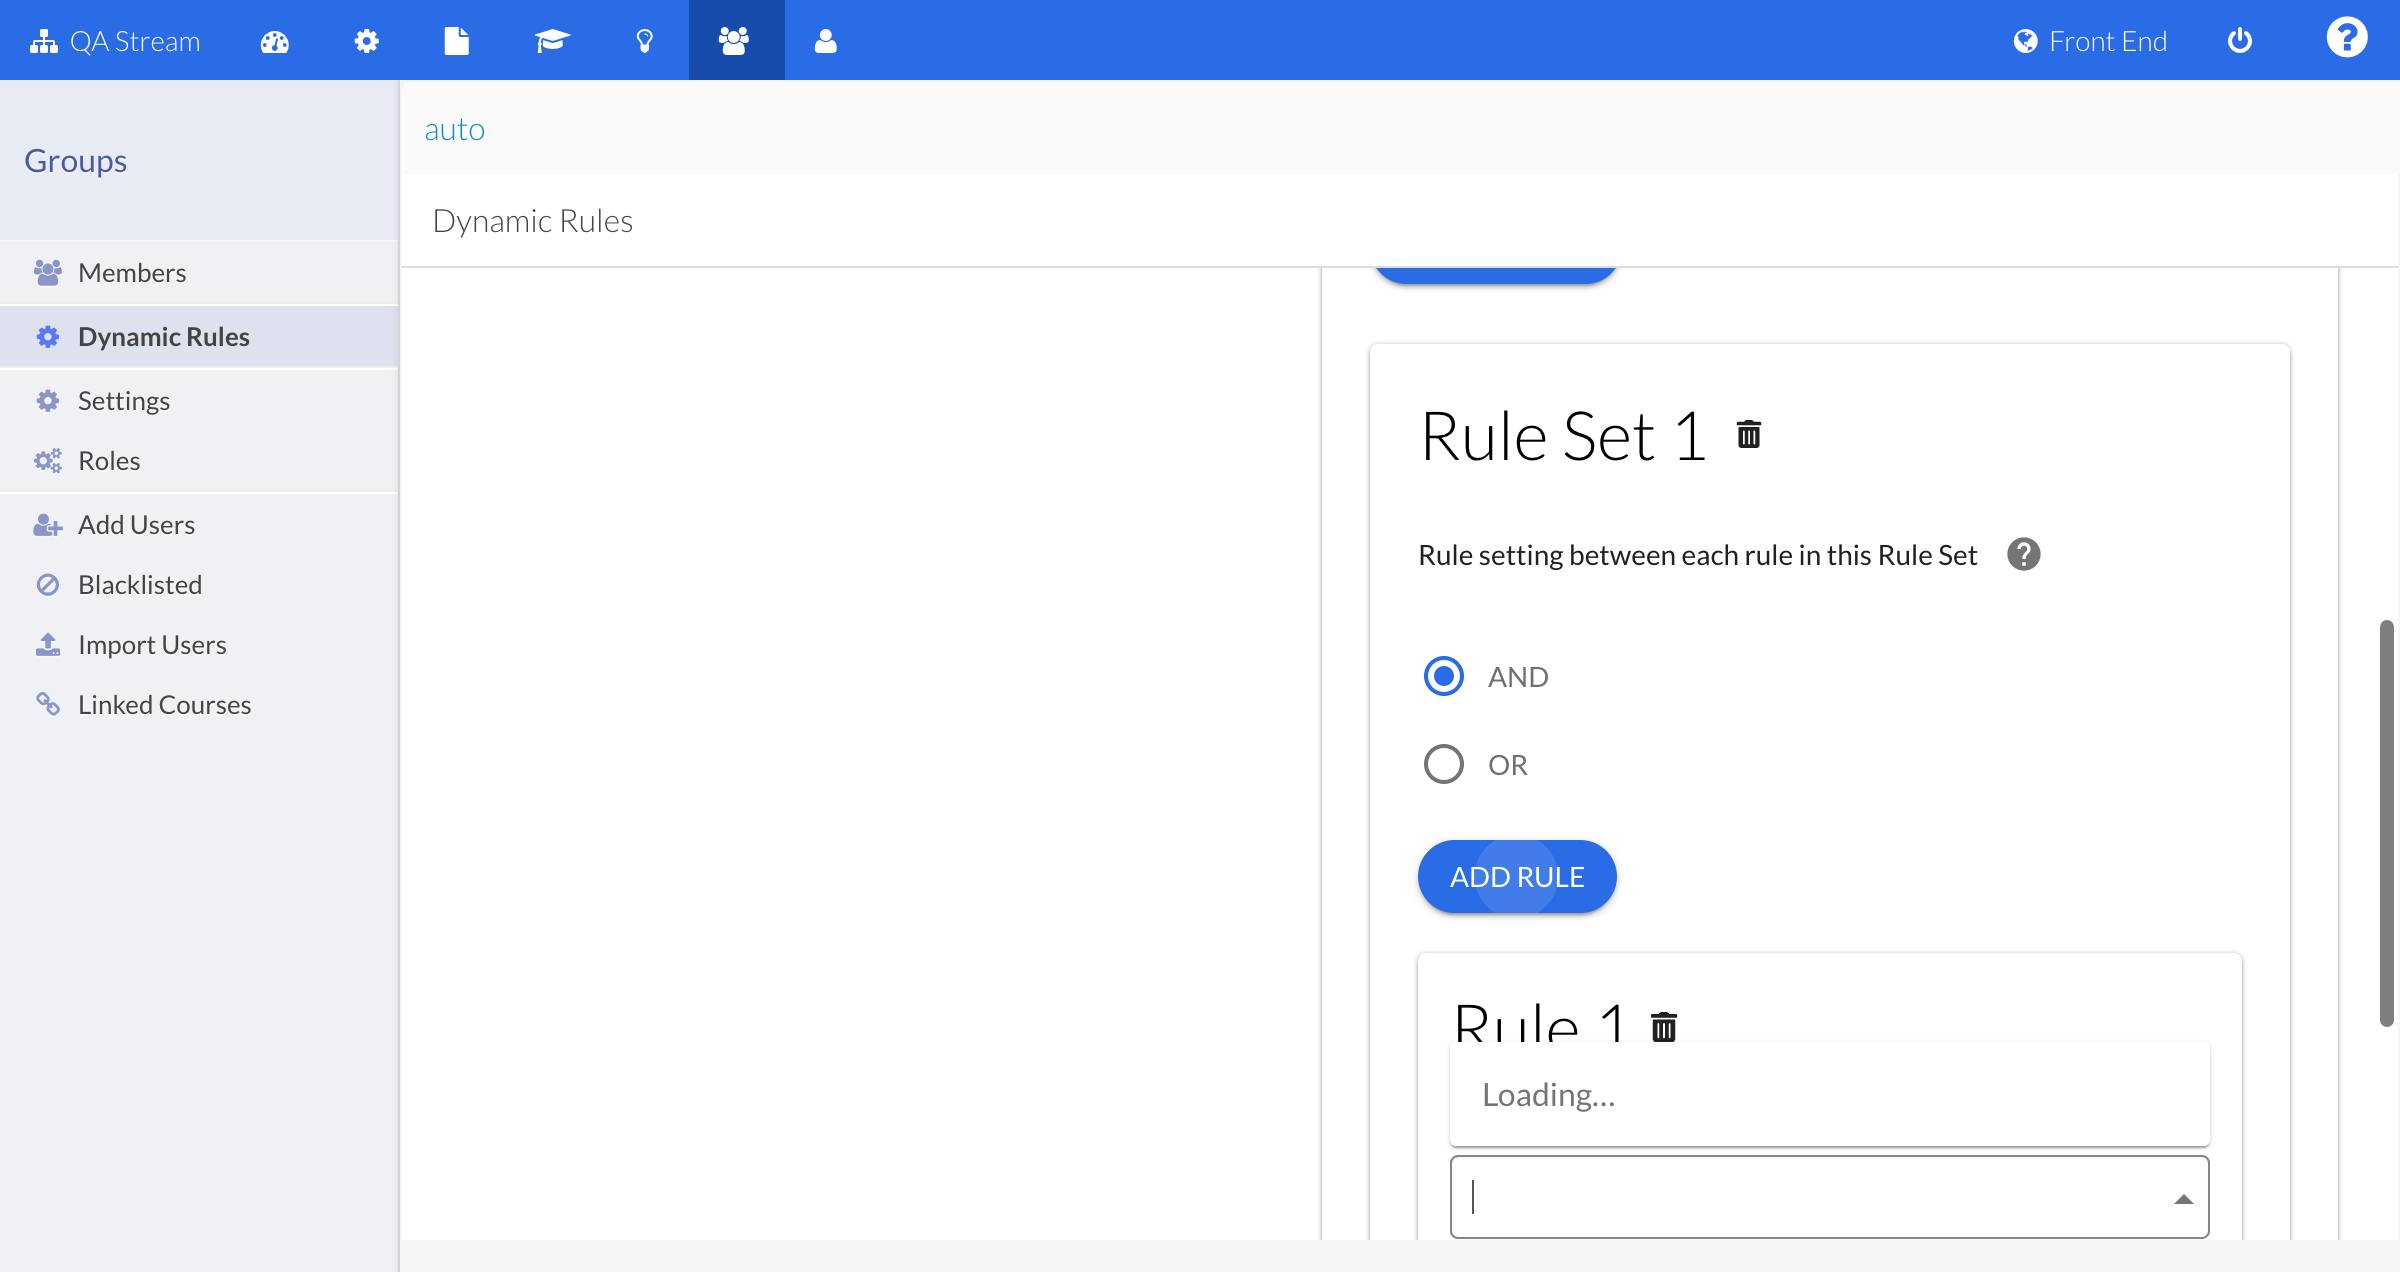 QA Stream
Front End
Groups
Members
Dynamic Rules
Settings
Roles
Add Users
Blacklisted
Import Users
Linked Courses
auto
Dynamic Rules
Rule Set 1
Rule setting between each rule in this Rule Set
AND
OR
ADD RULE
Rule 1
Loading...